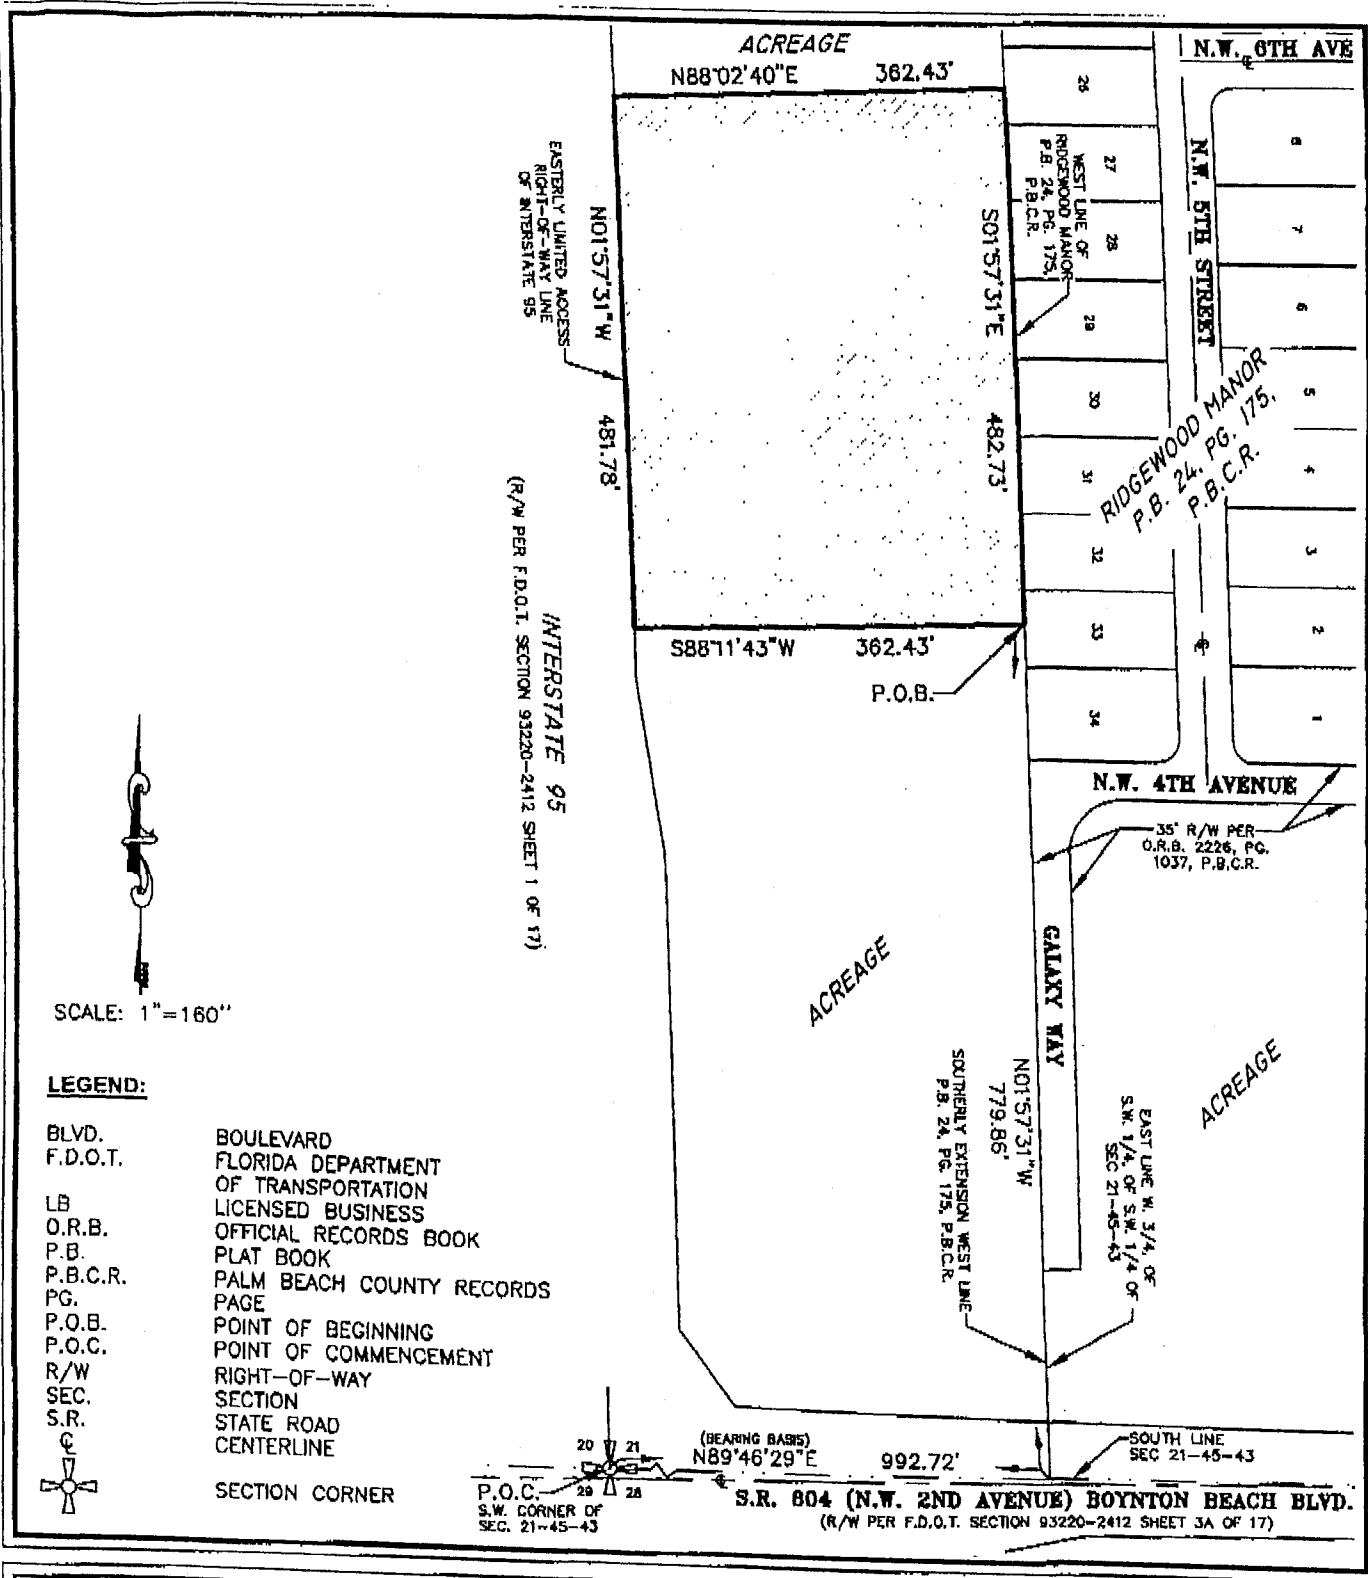 ACREAGE
N88°02'40"E 362.43'
N.W. 6TH AVE
℄
26
27
28
29
30
31
32
33
34
8
7
6
5
4
3
2
1
N.W. 5TH STREET
WEST LINE OF
RIDGEWOOD MANOR
P.B. 24, PG. 175,
P.B.C.R.
EASTERLY LIMITED ACCESS
RIGHT-OF-WAY LINE
OF INTERSTATE 95
N01°57'31"W 481.78'
S01°57'31"E 482.73'
RIDGEWOOD MANOR
P.B. 24, PG. 175,
P.B.C.R.
℄
S88°11'43"W 362.43'
P.O.B.
INTERSTATE 95
(R/W PER F.D.O.T. SECTION 93220-2412 SHEET 1 OF 17)
N.W. 4TH AVENUE
35' R/W PER
O.R.B. 2226, PG.
1037, P.B.C.R.
GALAXY WAY
ACREAGE
ACREAGE
SCALE: 1"=160''
N01°57'31"W
779.86'
SOUTHERLY EXTENSION WEST LINE
P.B. 24, PG. 175, P.B.C.R.
EAST LINE W. 3/4, OF
S.W. 1/4, OF S.W. 1/4 OF
SEC 21-45-43
LEGEND:
BLVD. BOULEVARD
F.D.O.T. FLORIDA DEPARTMENT
OF TRANSPORTATION
LB LICENSED BUSINESS
O.R.B. OFFICIAL RECORDS BOOK
P.B. PLAT BOOK
P.B.C.R. PALM BEACH COUNTY RECORDS
PG. PAGE
P.O.B. POINT OF BEGINNING
P.O.C. POINT OF COMMENCEMENT
R/W RIGHT-OF-WAY
SEC. SECTION
S.R. STATE ROAD
℄ CENTERLINE
SECTION CORNER
20 21
29 28
P.O.C.
S.W. CORNER OF
SEC. 21-45-43
(BEARING BASIS)
N89°46'29"E 992.72'
℄
SOUTH LINE
SEC 21-45-43
S.R. 804 (N.W. 2ND AVENUE) BOYNTON BEACH BLVD.
(R/W PER F.D.O.T. SECTION 93220-2412 SHEET 3A OF 17)